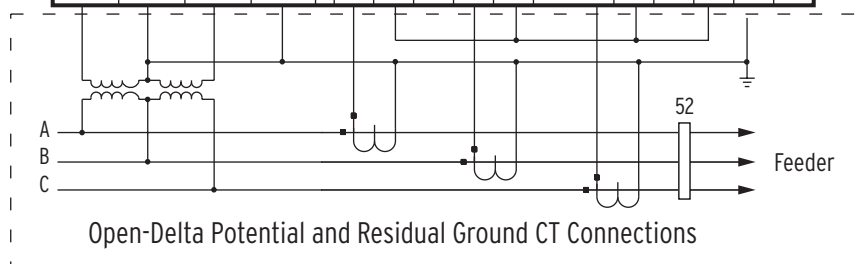 52
A
B
Feeder
C
Open-Delta Potential and Residual Ground CT Connections